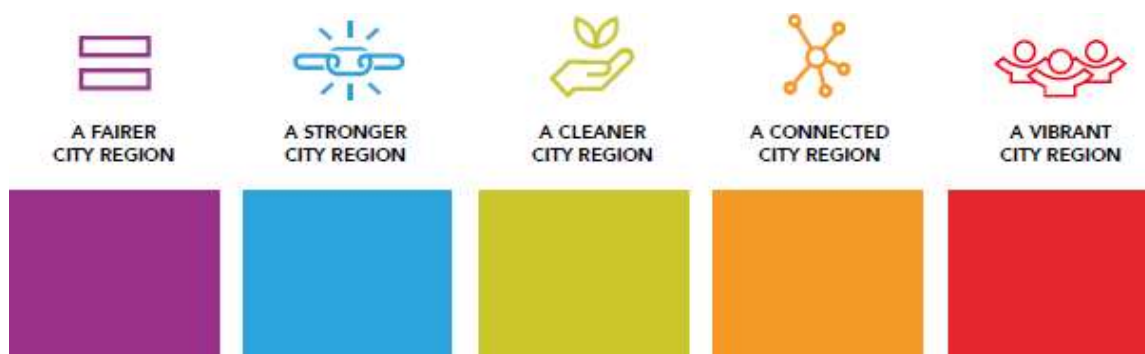 A FAIRER
CITY REGION
A STRONGER
CITY REGION
A CLEANER
CITY REGION
A CONNECTED
CITY REGION
A VIBRANT
CITY REGION